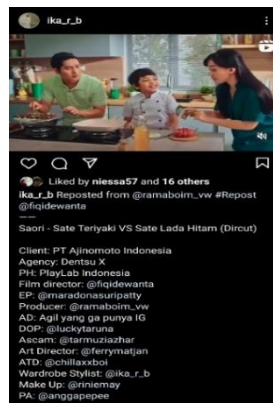 ika_r_b
Liked by niessa57 and 16 others
ika_r_b Reposted from @ramaboim_vw #Repost
@fiqidewanta
——
Saori - Sate Teriyaki VS Sate Lada Hitam (Dircut)
Client: PT Ajinomoto Indonesia
Agency: Dentsu X
PH: PlayLab Indonesia
Film director: @fiqidewanta
EP: @maradonasuripatty
Producer: @ramaboim_vw
AD: Agil yang ga punya IG
DOP: @luckytaruna
Ascam: @tarmuziazhar
Art Director: @ferrymatjan
ATD: @chillaxxboi
Wardrobe Stylist: @ika_r_b
Make Up: @riniemay
PA: @anggapepee